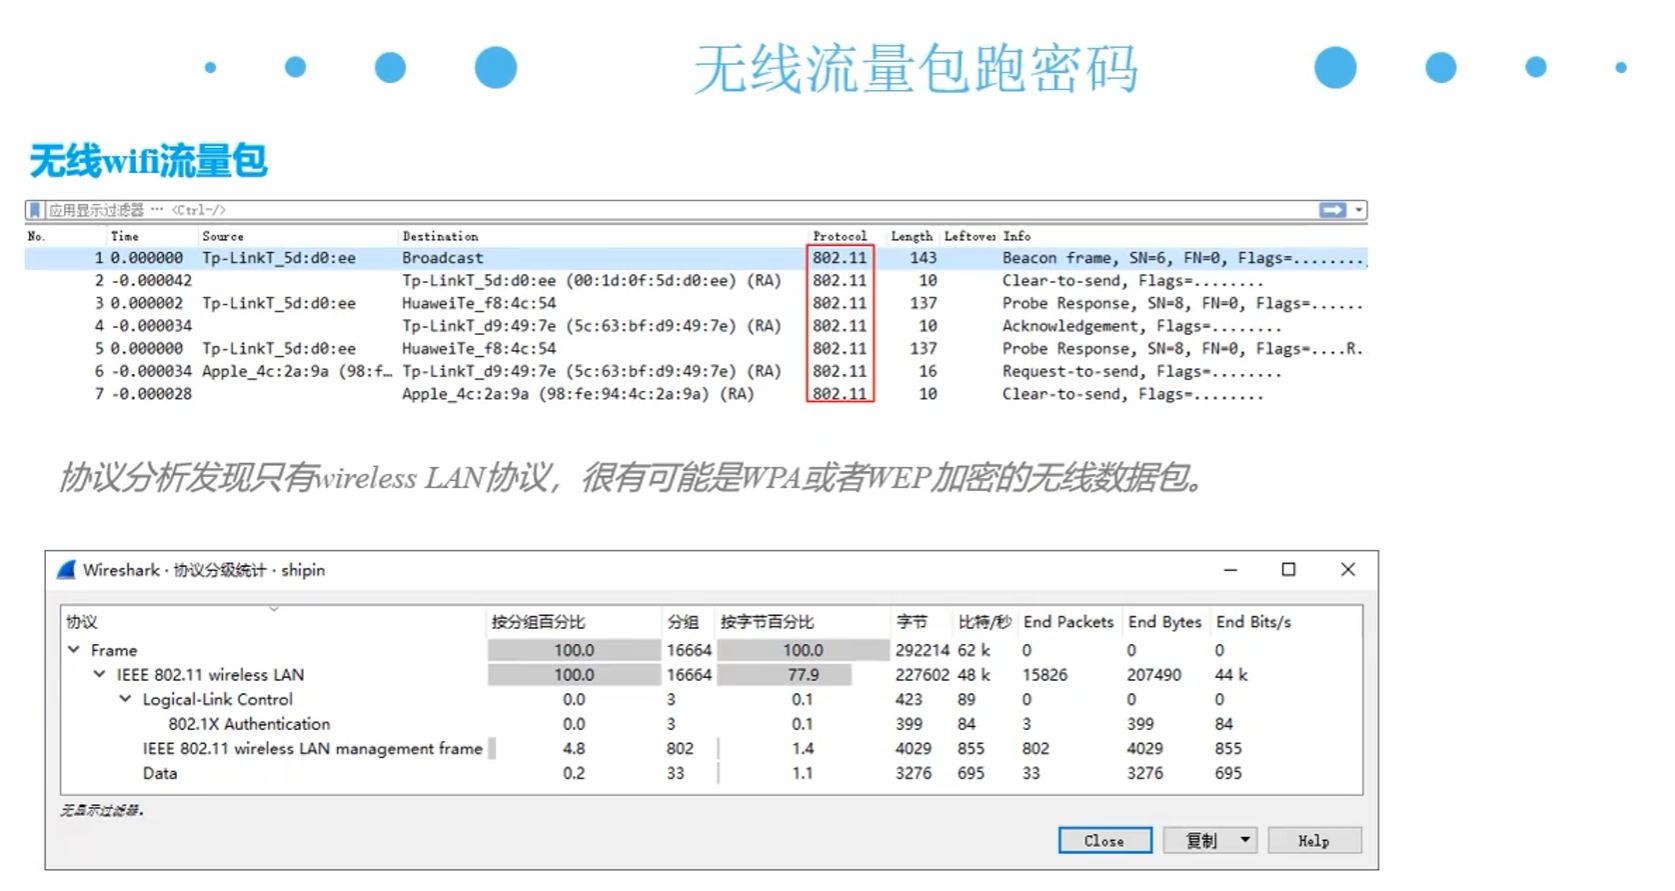 无线流量包跑密码
无线wifi流量包
应用显示过滤器 … <Ctrl-/>
No. Time Source Destination Protocol Length Leftover Info
1 0.000000 Tp-LinkT_5d:d0:ee Broadcast 802.11 143 Beacon frame, SN=6, FN=0, Flags=........,
2 -0.000042 Tp-LinkT_5d:d0:ee (00:1d:0f:5d:d0:ee) (RA) 802.11 10 Clear-to-send, Flags=........
3 0.000002 Tp-LinkT_5d:d0:ee HuaweiTe_f8:4c:54 802.11 137 Probe Response, SN=8, FN=0, Flags=......
4 -0.000034 Tp-LinkT_d9:49:7e (5c:63:bf:d9:49:7e) (RA) 802.11 10 Acknowledgement, Flags=........
5 0.000000 Tp-LinkT_5d:d0:ee HuaweiTe_f8:4c:54 802.11 137 Probe Response, SN=8, FN=0, Flags=....R.
6 -0.000034 Apple_4c:2a:9a (98:f… Tp-LinkT_d9:49:7e (5c:63:bf:d9:49:7e) (RA) 802.11 16 Request-to-send, Flags=........
7 -0.000028 Apple_4c:2a:9a (98:fe:94:4c:2a:9a) (RA) 802.11 10 Clear-to-send, Flags=........
协议分析发现只有wireless LAN协议，很有可能是WPA或者WEP加密的无线数据包。
Wireshark · 协议分级统计 · shipin
协议 按分组百分比 分组 按字节百分比 字节 比特/秒 End Packets End Bytes End Bits/s
Frame 100.0 16664 100.0 292214 62 k 0 0 0
IEEE 802.11 wireless LAN 100.0 16664 77.9 227602 48 k 15826 207490 44 k
Logical-Link Control 0.0 3 0.1 423 89 0 0 0
802.1X Authentication 0.0 3 0.1 399 84 3 399 84
IEEE 802.11 wireless LAN management frame 4.8 802 1.4 4029 855 802 4029 855
Data 0.2 33 1.1 3276 695 33 3276 695
无显示过滤器。
Close 复制 Help